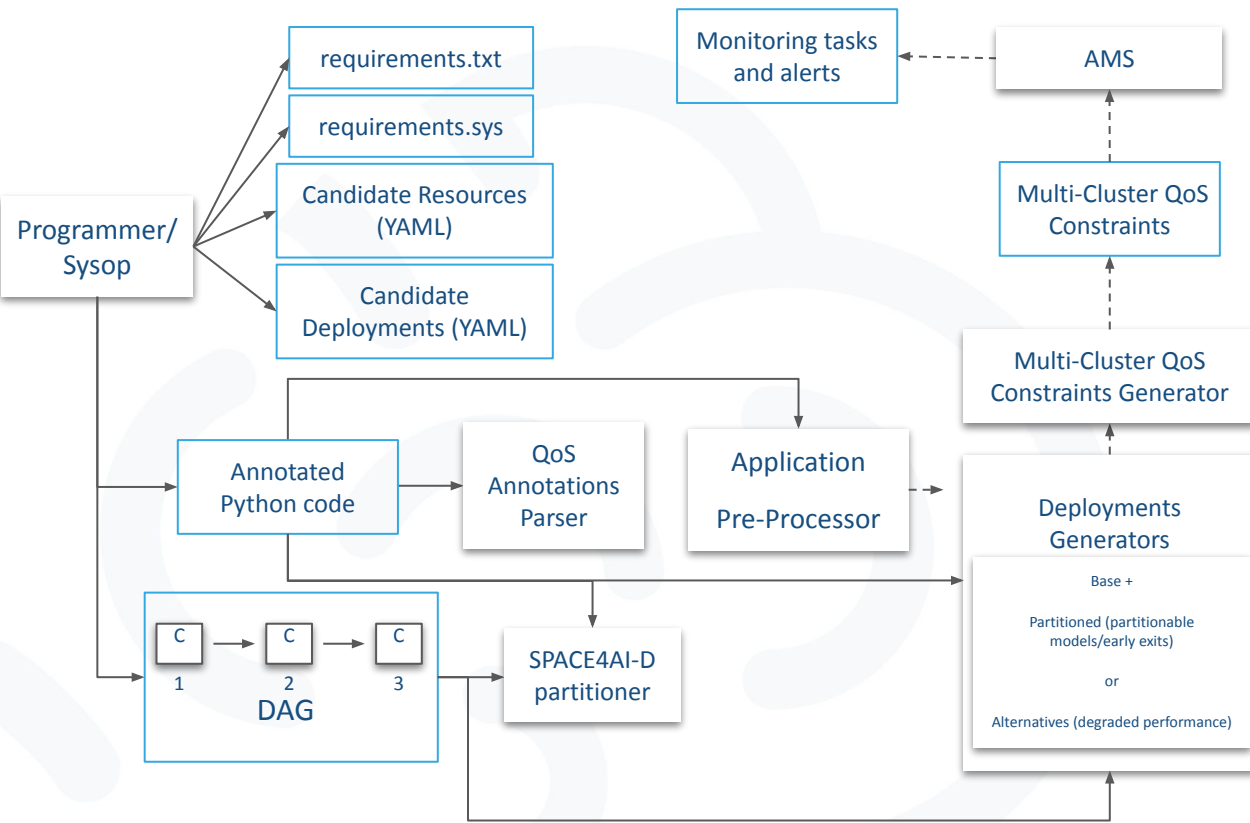 requirements.txt
requirements.sys
Candidate Resources
(YAML)
Candidate
Deployments (YAML)
Programmer/
Sysop
Monitoring tasks
and alerts
AMS
Multi-Cluster QoS
Constraints
Multi-Cluster QoS
Constraints Generator
Annotated
Python code
QoS
Annotations
Parser
Application
Pre-Processor
Deployments
Generators
Base +
Partitioned (partitionable
models/early exits)
or
Alternatives (degraded performance)
C
C
C
1
2
3
DAG
SPACE4AI-D
partitioner